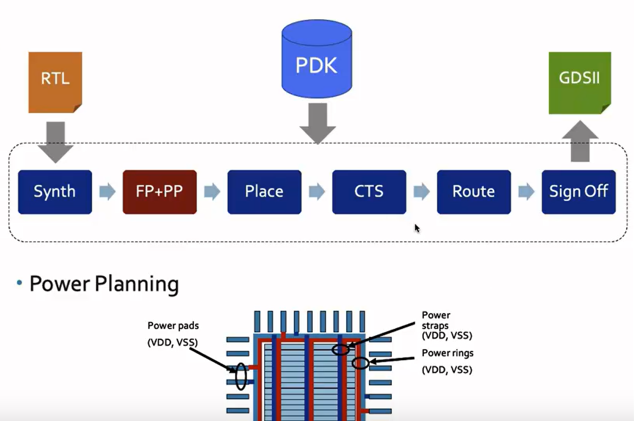 RTL
PDK
GDSII
Synth
FP+PP
Place
CTS
Route
Sign Off
• Power Planning
Power pads
(VDD, VSS)
Power
straps
(VDD, VSS)
Power rings
(VDD, VSS)